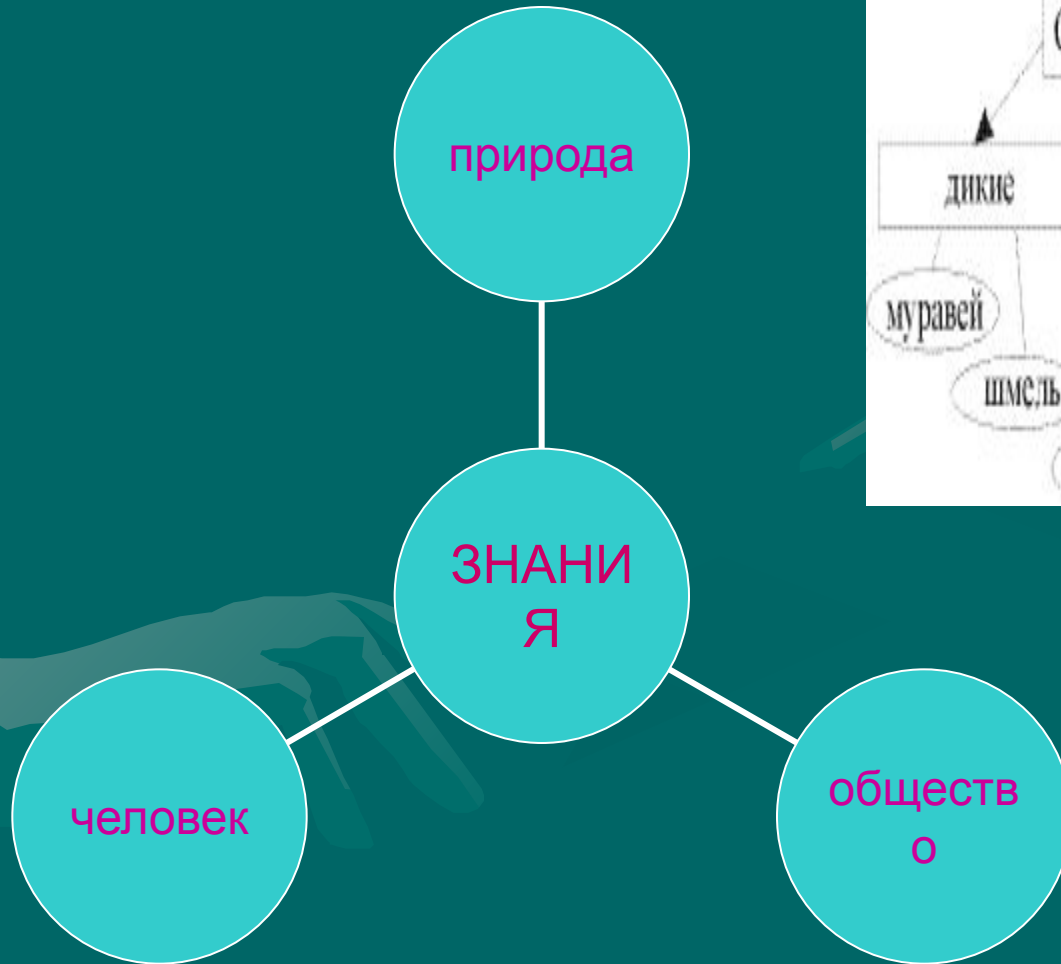 природа
ЗНАНИ
Я
человек
обществ
о
дикие
муравей
шмель